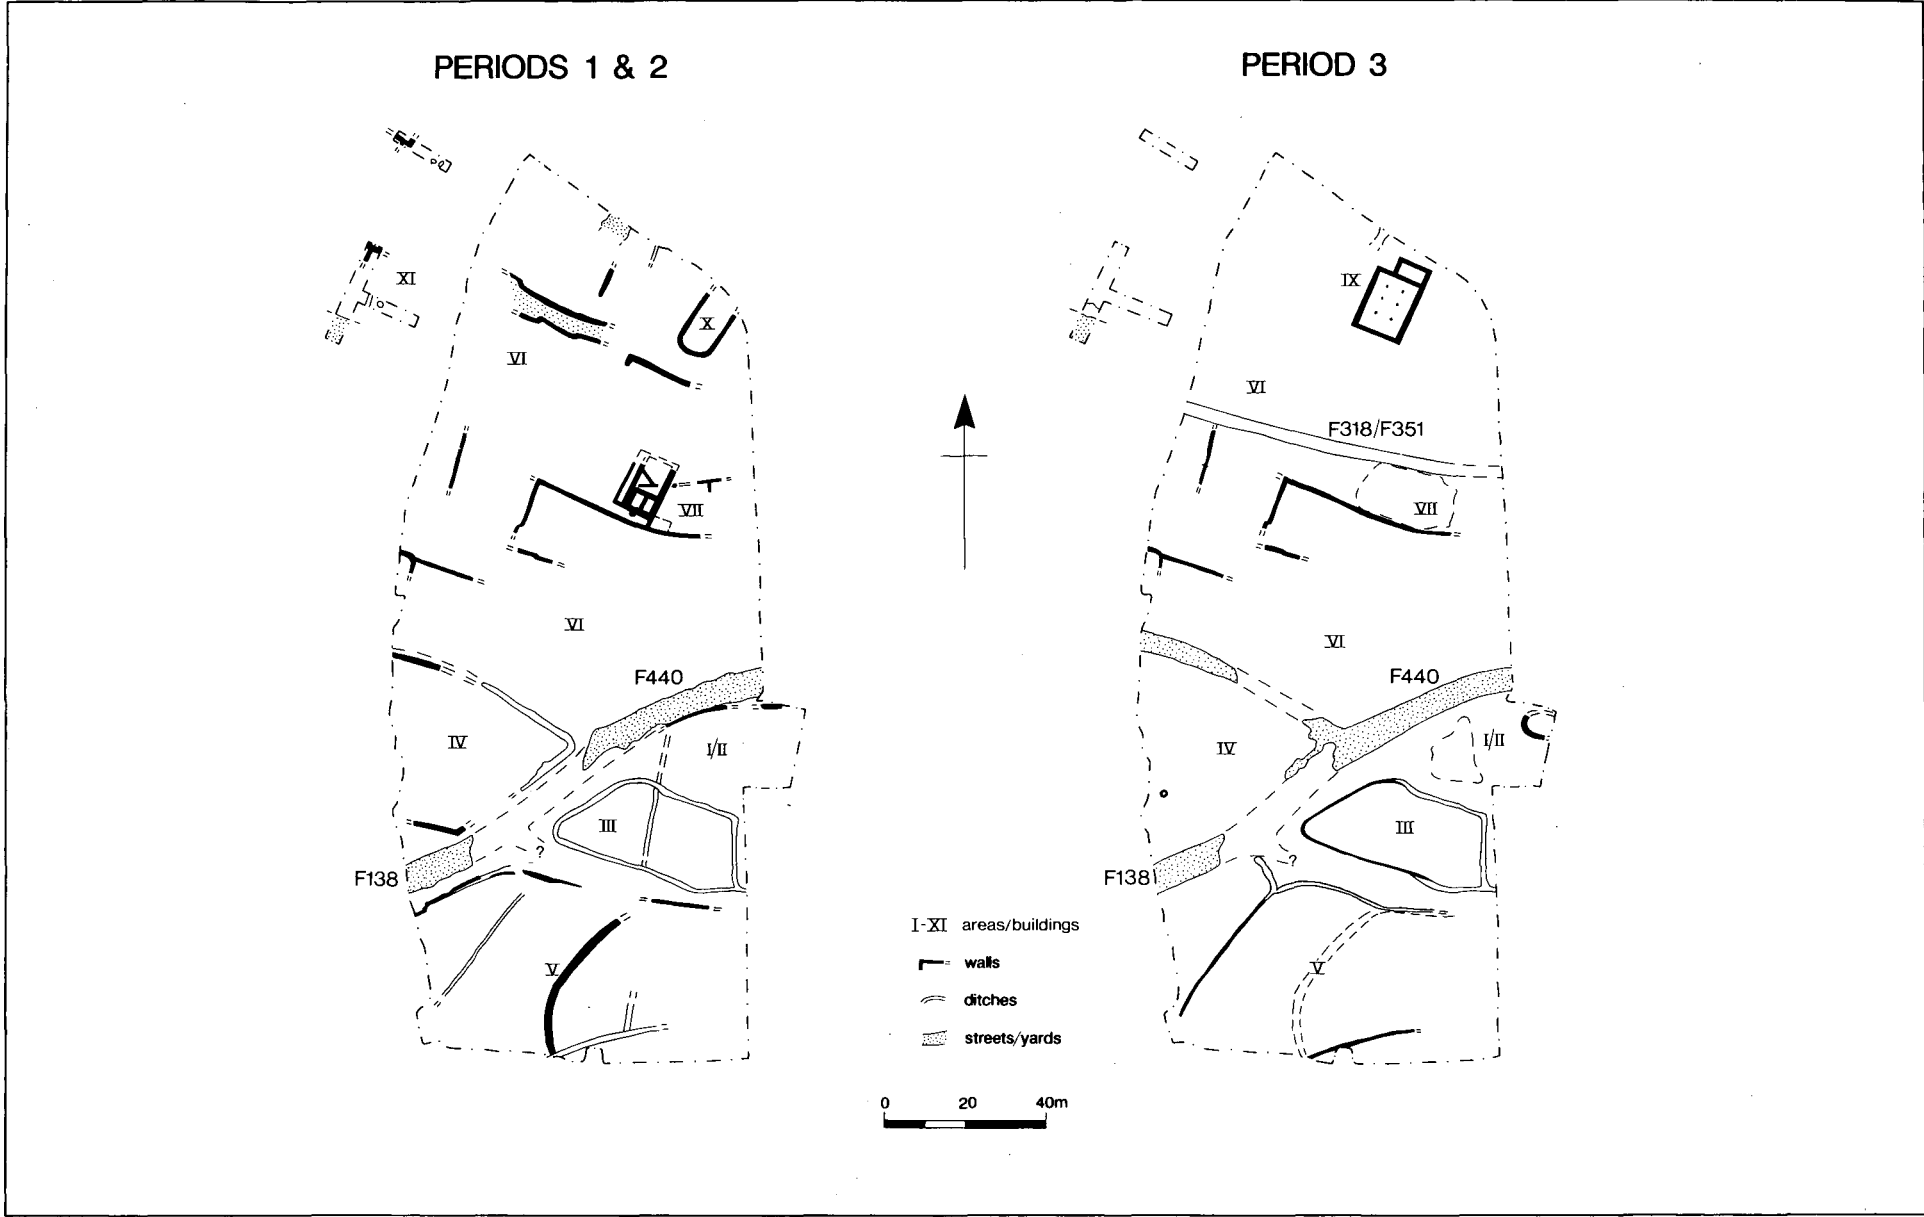 PERIODS 1 & 2
XI
X
VI
VII
VI
F440
IV
I/II
III
?
F138
V
PERIOD 3
IX
VI
F318/F351
VII
VI
F440
IV
I/II
III
?
F138
V
I-XI areas/buildings
walls
ditches
streets/yards
0 20 40m